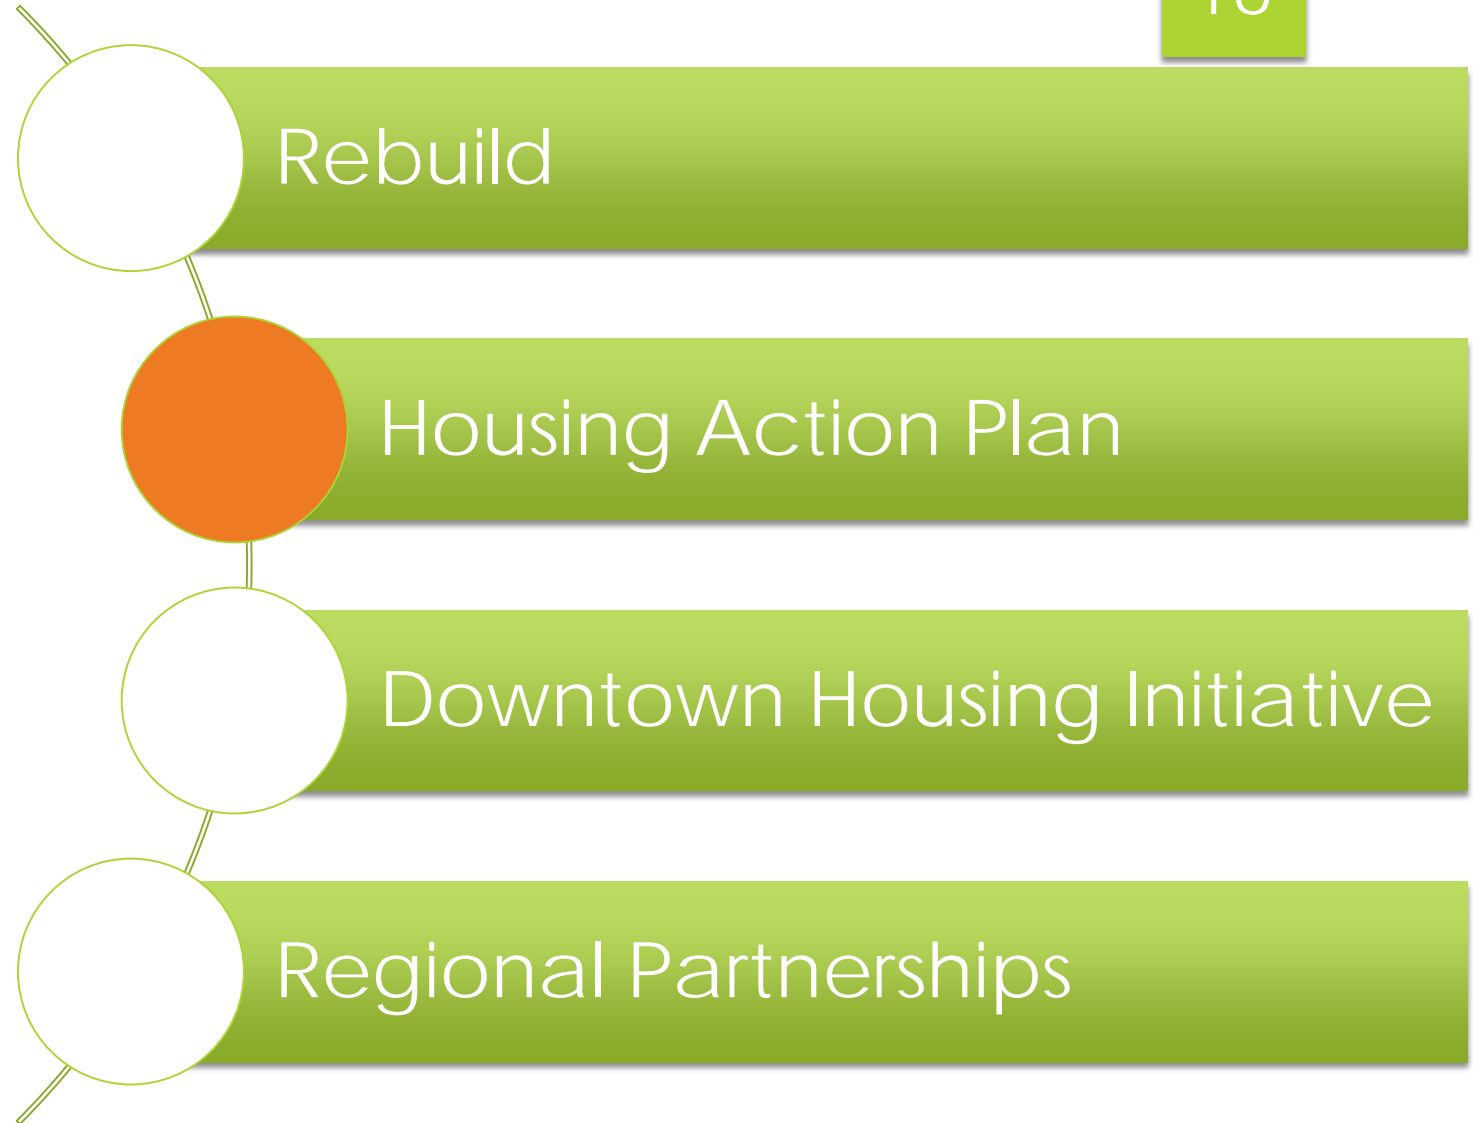 Rebuild
Housing Action Plan
Downtown Housing Initiative
Regional Partnerships